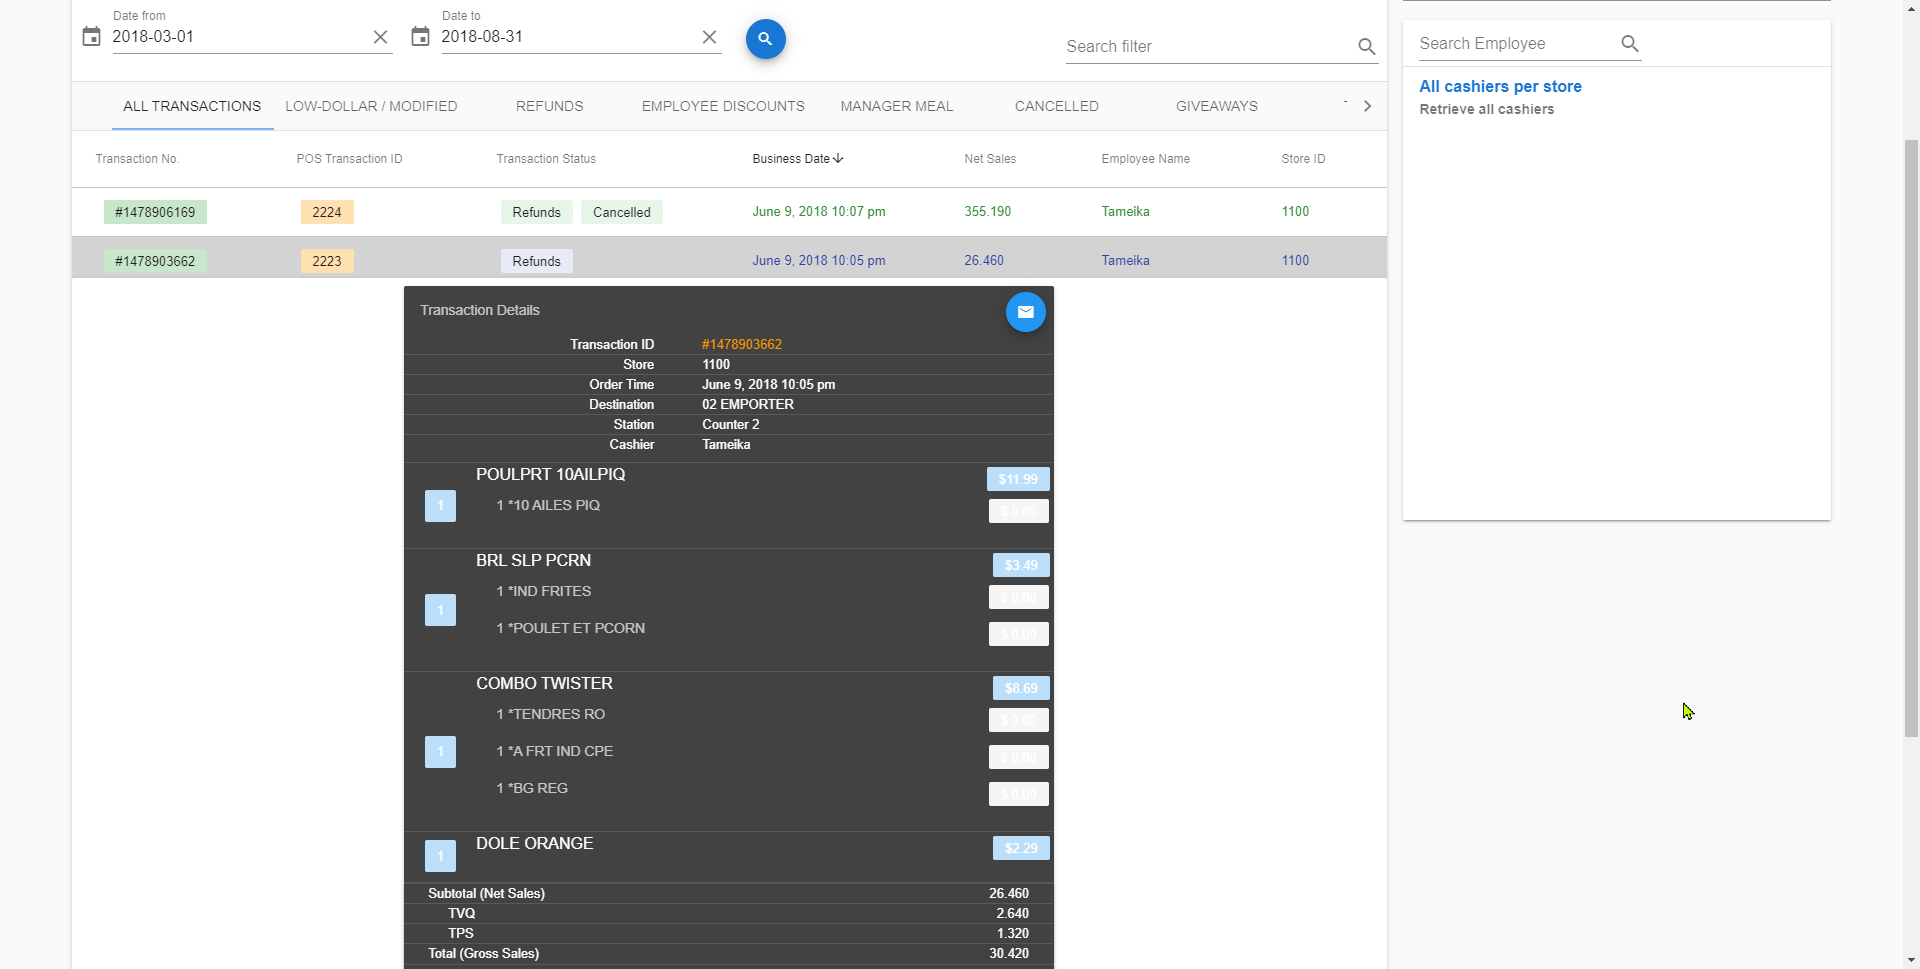 Date from
Date to
2018-03-01
2018-08-31
Search filter
Search Employee
All cashiers per store
Retrieve all cashiers
ALL TRANSACTIONS LOW-DOLLAR / MODIFIED REFUNDS EMPLOYEE DISCOUNTS MANAGER MEAL CANCELLED GIVEAWAYS
Transaction No. POS Transaction ID Transaction Status Business Date Net Sales Employee Name Store ID
#1478906169 2224 Refunds Cancelled June 9, 2018 10:07 pm 355.190 Tameika 1100
#1478903662 2223 Refunds June 9, 2018 10:05 pm 26.460 Tameika 1100
Transaction Details
Transaction ID #1478903662
Store 1100
Order Time June 9, 2018 10:05 pm
Destination 02 EMPORTER
Station Counter 2
Cashier Tameika
POULPRT 10AILPIQ $11.99
1
1 *10 AILES PIQ $ 0.00
BRL SLP PCRN $3.49
1 *IND FRITES $ 0.00
1
1 *POULET ET PCORN $ 0.00
COMBO TWISTER $8.69
1 *TENDRES RO $ 0.00
1
1 *A FRT IND CPE $ 0.00
1 *BG REG $ 0.00
1 DOLE ORANGE $2.29
Subtotal (Net Sales) 26.460
TVQ 2.640
TPS 1.320
Total (Gross Sales) 30.420